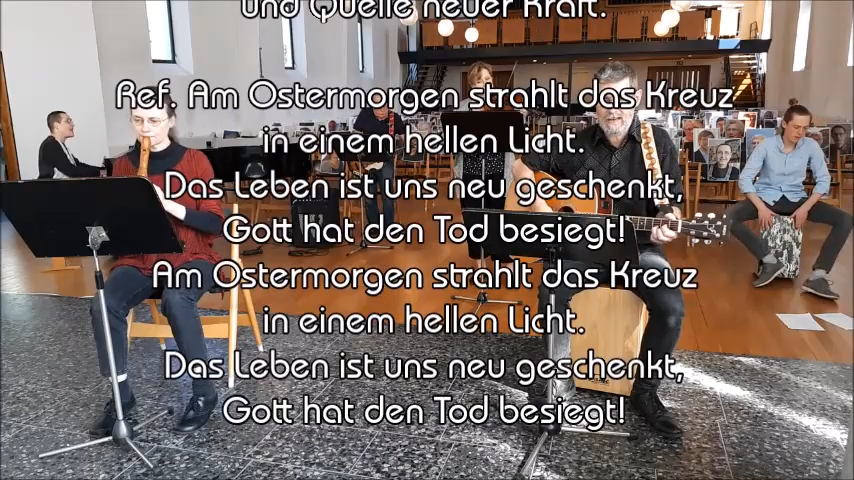 und Quelle neuer Kraft.
Ref. Am Ostermorgen strahlt das Kreuz
in einem hellen Licht.
Das Leben ist uns neu geschenkt,
Gott hat den Tod besiegt!
Am Ostermorgen strahlt das Kreuz
in einem hellen Licht.
Das Leben ist uns neu geschenkt,
Gott hat den Tod besiegt!